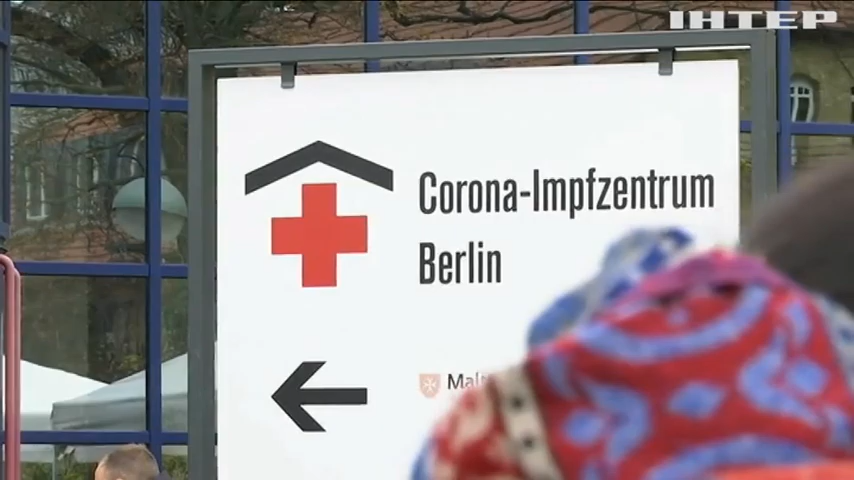 ІНТЕР
Corona-Impfzentrum
Berlin